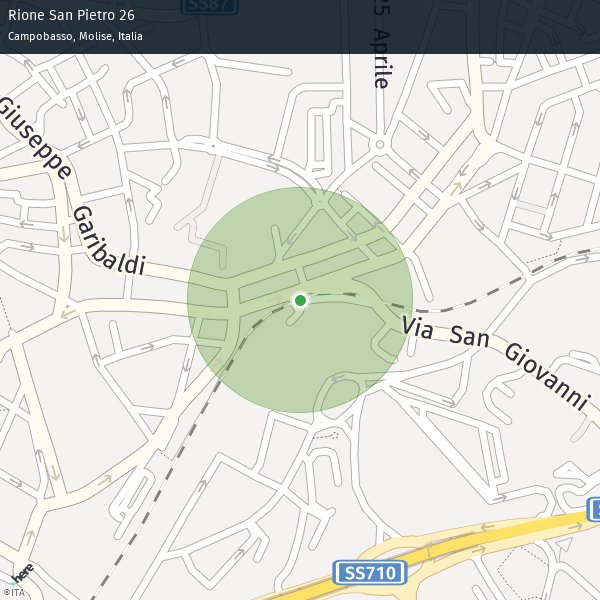 Rione San Pietro 26
Campobasso, Molise, Italia
SS87
25 Aprile
Giuseppe Garibaldi
Via San Giovanni
SS710
here
©ITA